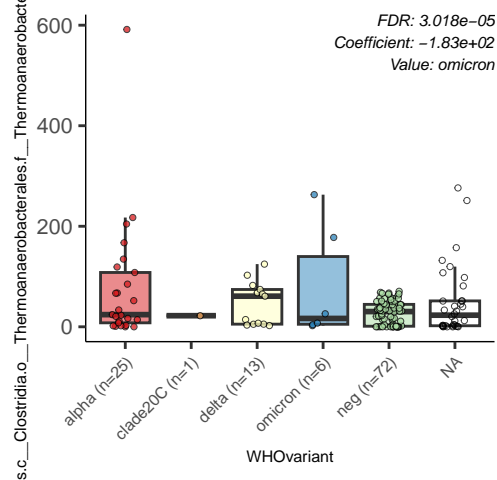 FDR: 3.018e−05
Coefficient: −1.83e+02
Value: omicron
s.c__Clostridia.o__Thermoanaerobacterales.f__Thermoanaerobacte
600
400
200
0
alpha (n=25)
clade20C (n=1)
delta (n=13)
omicron (n=6)
neg (n=72)
NA
WHOvariant